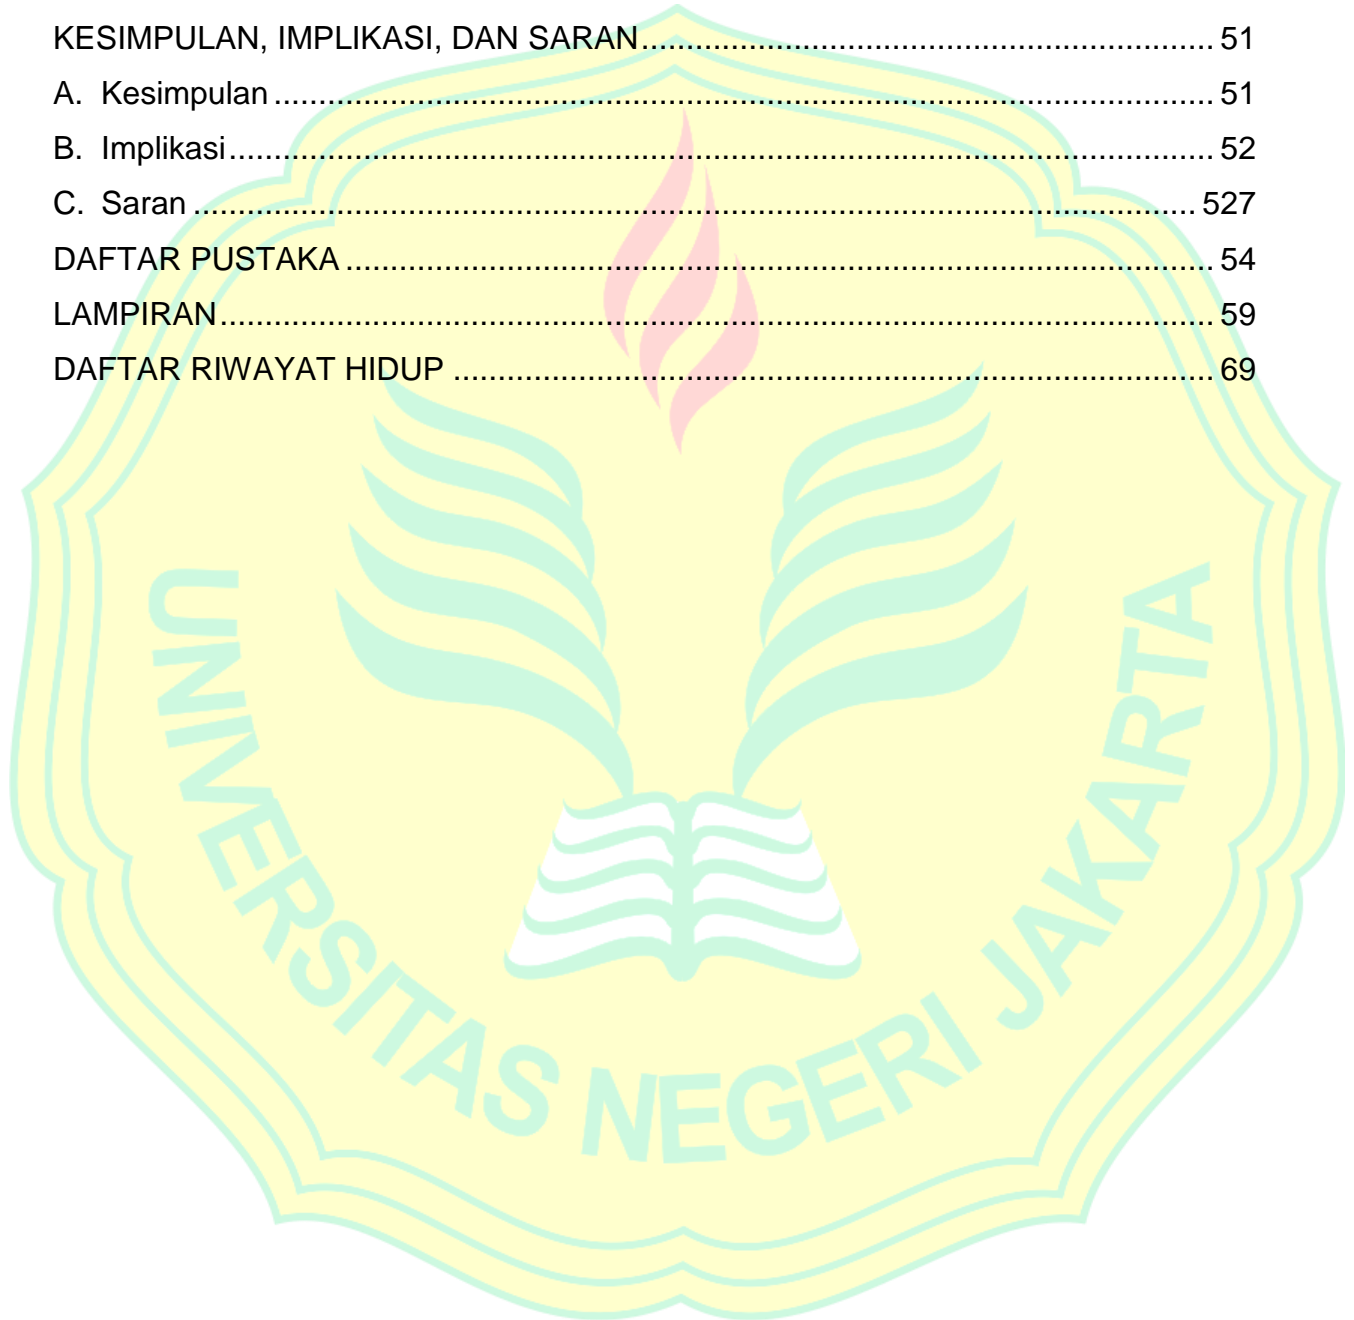 KESIMPULAN, IMPLIKASI, DAN SARAN................................................................ 51
A. Kesimpulan........................................................................................................ 51
B. Implikasi............................................................................................................. 52
C. Saran ............................................................................................................... 527
DAFTAR PUSTAKA ................................................................................................ 54
LAMPIRAN.............................................................................................................. 59
DAFTAR RIWAYAT HIDUP .................................................................................... 69
UNIVERSITAS NEGERI JAKARTA